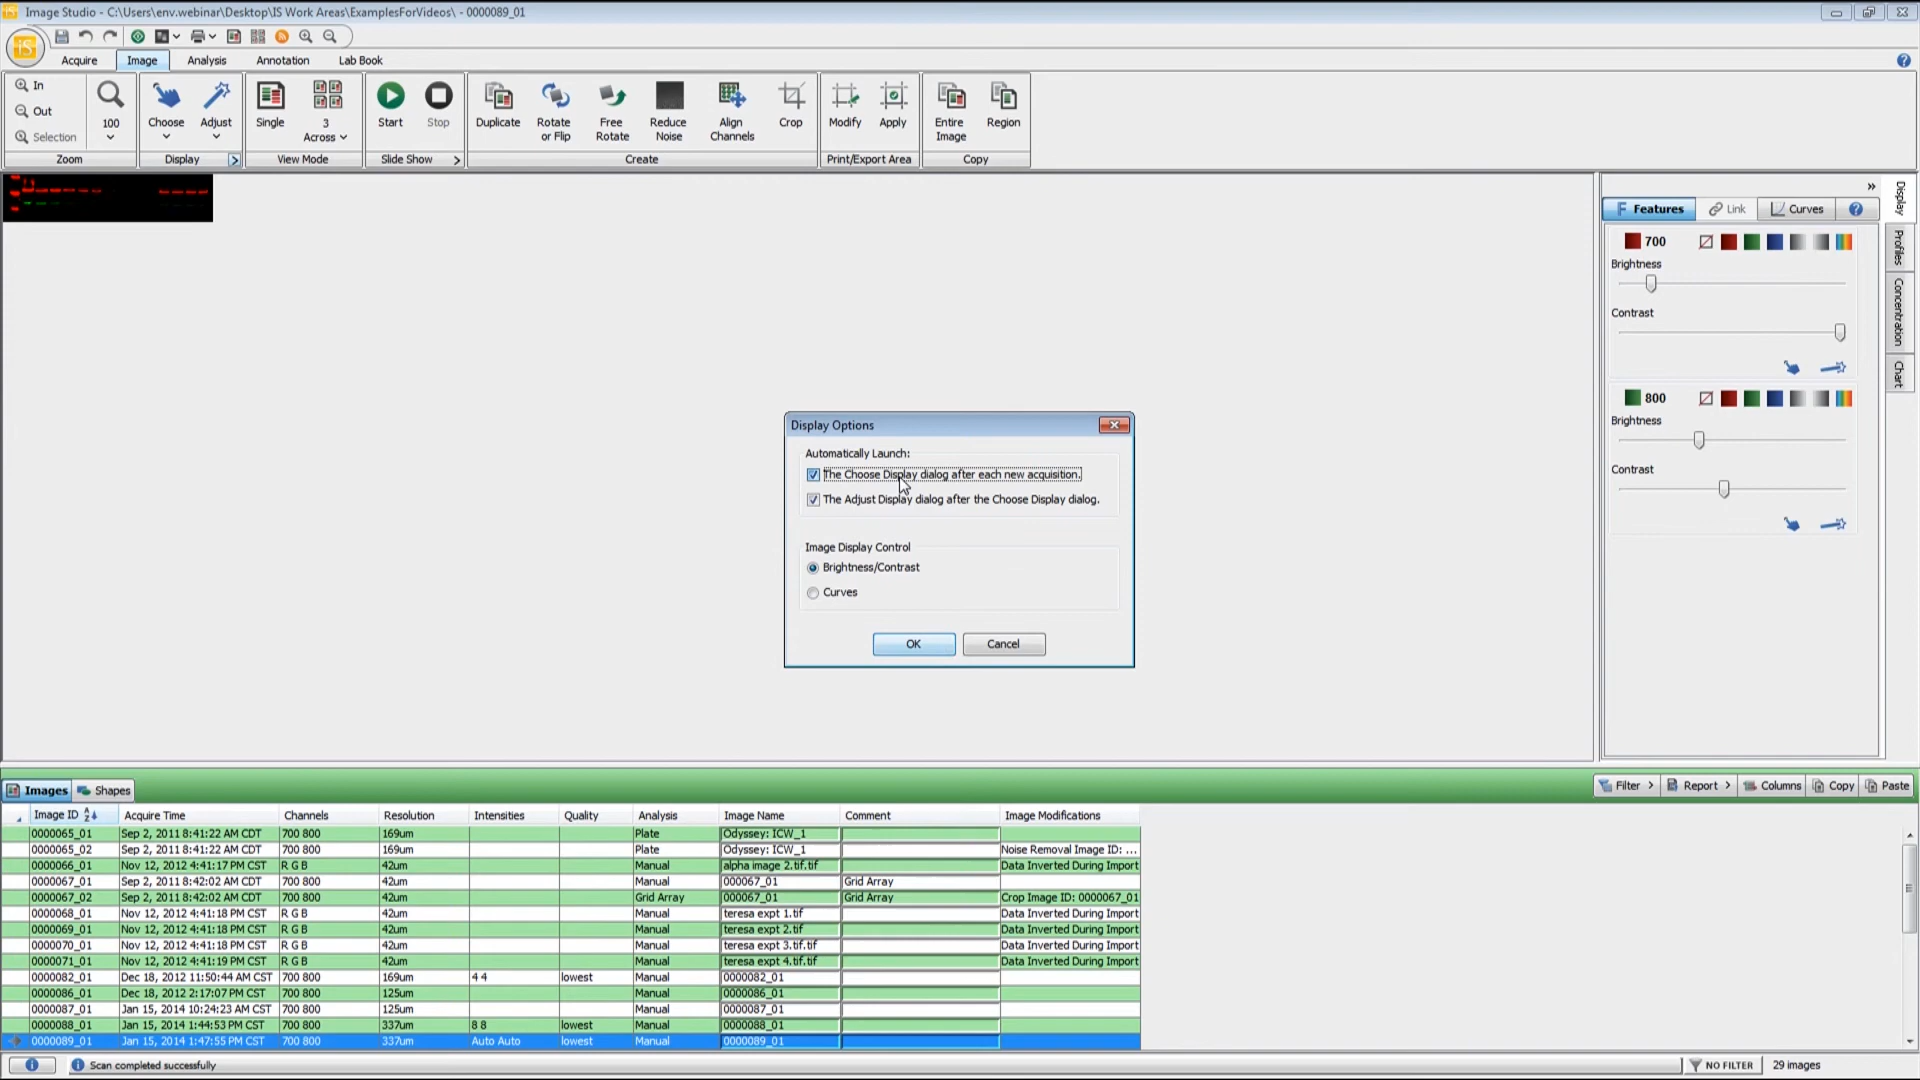 Image Studio - C:\Users\env.webinar\Desktop\IS Work Areas\ExamplesForVideos\ - 0000089_01
iS
Acquire Image Analysis Annotation Lab Book
In
Out
Selection
100
Zoom
Choose Adjust
Display
Single 3 Across
View Mode
Start Stop
Slide Show
Duplicate Rotate or Flip Free Rotate Reduce Noise Align Channels Crop
Create
Modify Apply
Print/Export Area
Entire Image Region
Copy
Features Link Curves
Display
Profiles
Concentration
Chart
700
Brightness
Contrast
800
Brightness
Contrast
Display Options
Automatically Launch:
The Choose Display dialog after each new acquisition.
The Adjust Display dialog after the Choose Display dialog.
Image Display Control
Brightness/Contrast
Curves
OK Cancel
Images Shapes Filter Report Columns Copy Paste
Image ID Acquire Time Channels Resolution Intensities Quality Analysis Image Name Comment Image Modifications
0000065_01 Sep 2, 2011 8:41:22 AM CDT 700 800 169um Plate Odyssey: ICW_1
0000065_02 Sep 2, 2011 8:41:22 AM CDT 700 800 169um Plate Odyssey: ICW_1 Noise Removal Image ID: ...
0000066_01 Nov 12, 2012 4:41:17 PM CST R G B 42um Manual alpha image 2.tif.tif Data Inverted During Import
0000067_01 Sep 2, 2011 8:42:02 AM CDT 700 800 42um Manual 000067_01 Grid Array
0000067_02 Sep 2, 2011 8:42:02 AM CDT 700 800 42um Grid Array 000067_01 Grid Array Crop Image ID: 0000067_01
0000068_01 Nov 12, 2012 4:41:18 PM CST R G B 42um Manual teresa expt 1.tif Data Inverted During Import
0000069_01 Nov 12, 2012 4:41:18 PM CST R G B 42um Manual teresa expt 2.tif Data Inverted During Import
0000070_01 Nov 12, 2012 4:41:18 PM CST R G B 42um Manual teresa expt 3.tif.tif Data Inverted During Import
0000071_01 Nov 12, 2012 4:41:19 PM CST R G B 42um Manual teresa expt 4.tif.tif Data Inverted During Import
0000082_01 Dec 18, 2012 11:50:44 AM CST 700 800 169um 4 4 lowest Manual 0000082_01
0000086_01 Dec 18, 2012 2:17:07 PM CST 700 800 125um Manual 0000086_01
0000087_01 Jan 15, 2014 10:24:23 AM CST 700 800 125um Manual 0000087_01
0000088_01 Jan 15, 2014 1:44:53 PM CST 700 800 337um 8 8 lowest Manual 0000088_01
0000089_01 Jan 15, 2014 1:47:55 PM CST 700 800 337um Auto Auto lowest Manual 0000089_01
Scan completed successfully NO FILTER 29 images